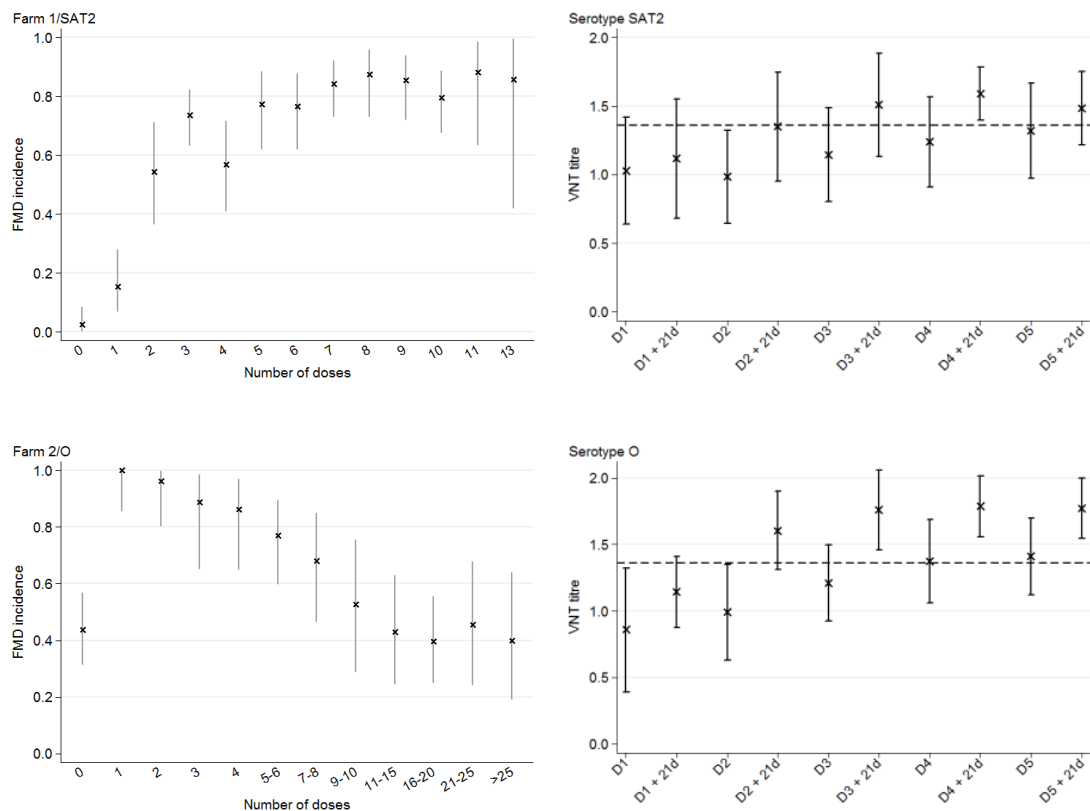 Farm 1/SAT2
1.0
0.8
0.6
0.4
0.2
0.0
FMD incidence
0 1 2 3 4 5 6 7 8 9 10 11 13
Number of doses
Serotype SAT2
2.0
1.5
1.0
0.5
0.0
VNT titre
D1 D1 + 21d D2 D2 + 21d D3 D3 + 21d D4 D4 + 21d D5 D5 + 21d
Farm 2/O
1.0
0.8
0.6
0.4
0.2
0.0
FMD incidence
0 1 2 3 4 5-6 7-8 9-10 11-15 16-20 21-25 >25
Number of doses
Serotype O
2.0
1.5
1.0
0.5
0.0
VNT titre
D1 D1 + 21d D2 D2 + 21d D3 D3 + 21d D4 D4 + 21d D5 D5 + 21d